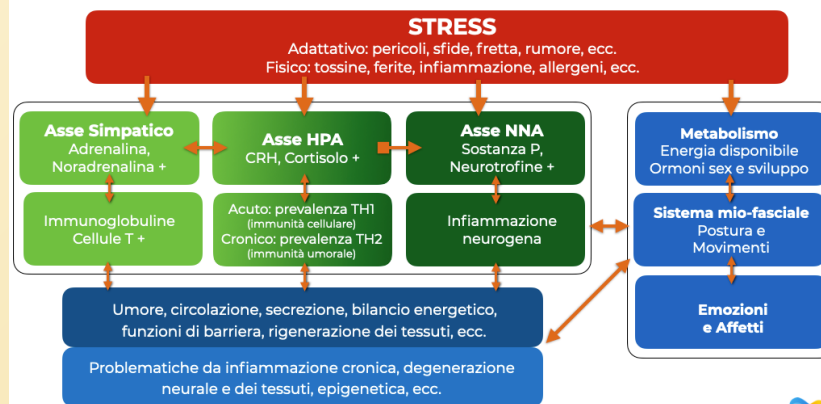 STRESS
Adattativo: pericoli, sfide, fretta, rumore, ecc.
Fisico: tossine, ferite, infiammazione, allergeni, ecc.
Asse Simpatico
Adrenalina,
Noradrenalina +
Asse HPA
CRH, Cortisolo +
Asse NNA
Sostanza P,
Neurotrofine +
Metabolismo
Energia disponibile
Ormoni sex e sviluppo
Immunoglobuline
Cellule T +
Acuto: prevalenza TH1
(immunità cellulare)
Cronico: prevalenza TH2
(immunità umorale)
Infiammazione
neurogena
Sistema mio-fasciale
Postura e
Movimenti
Umore, circolazione, secrezione, bilancio energetico,
funzioni di barriera, rigenerazione dei tessuti, ecc.
Emozioni
e Affetti
Problematiche da infiammazione cronica, degenerazione
neurale e dei tessuti, epigenetica, ecc.